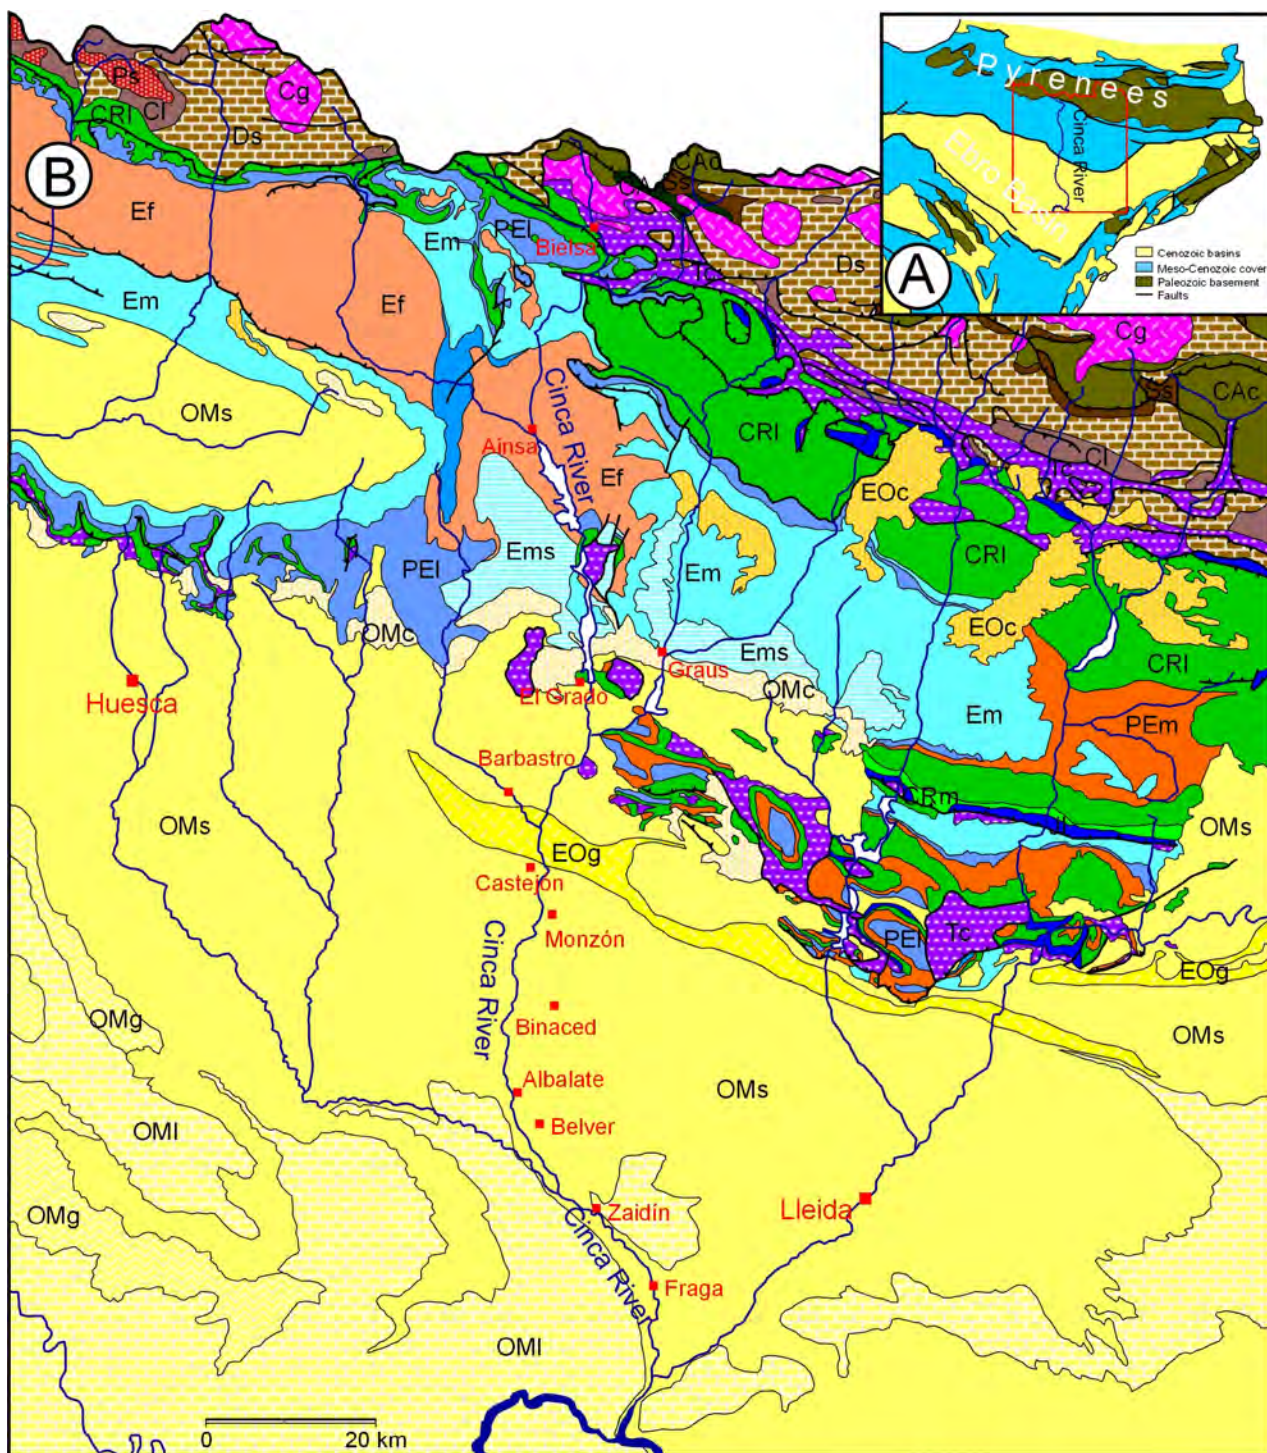 Pyrenees
Cinca River
Ebro Basin
A
Cenozoic basins
Meso-Cenozoic cover
Paleozoic basement
Faults
B
Ps
Cl
CRl
Ds
Cg
CAc
Ss
Ef
Em
PEl
Bielsa
Tc
Ds
Cg
Ss
CAc
Em
Ef
OMs
CRl
Cl
Tc
Aínsa
Cinca River
Ef
EOc
Ems
Em
CRl
PEl
OMc
EOc
Ems
Graus
CRl
Huesca
El Grado
OMc
Em
PEm
Barbastro
CRm
OMs
EOg
OMs
Castejón
Monzón
Cinca River
PEl
Tc
EOg
OMg
Binaced
OMs
Albalate
OMs
Belver
OMl
OMg
Zaidín
Lleida
Cinca River
Fraga
OMl
0
20 km